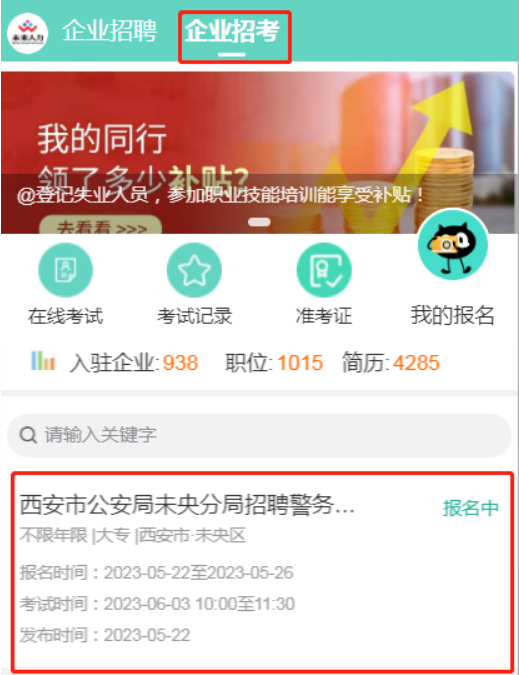 未来人力
企业招聘 企业招考
我的同行
领了多少补贴?
@登记失业人员，参加职业技能培训能享受补贴！
去看看 >>>
在线考试 考试记录 准考证 我的报名
入驻企业:938 职位:1015 简历:4285
请输入关键字
西安市公安局未央分局招聘警务... 报名中
不限年限 |大专 |西安市·未央区
报名时间：2023-05-22至2023-05-26
考试时间：2023-06-03 10:00至11:30
发布时间：2023-05-22